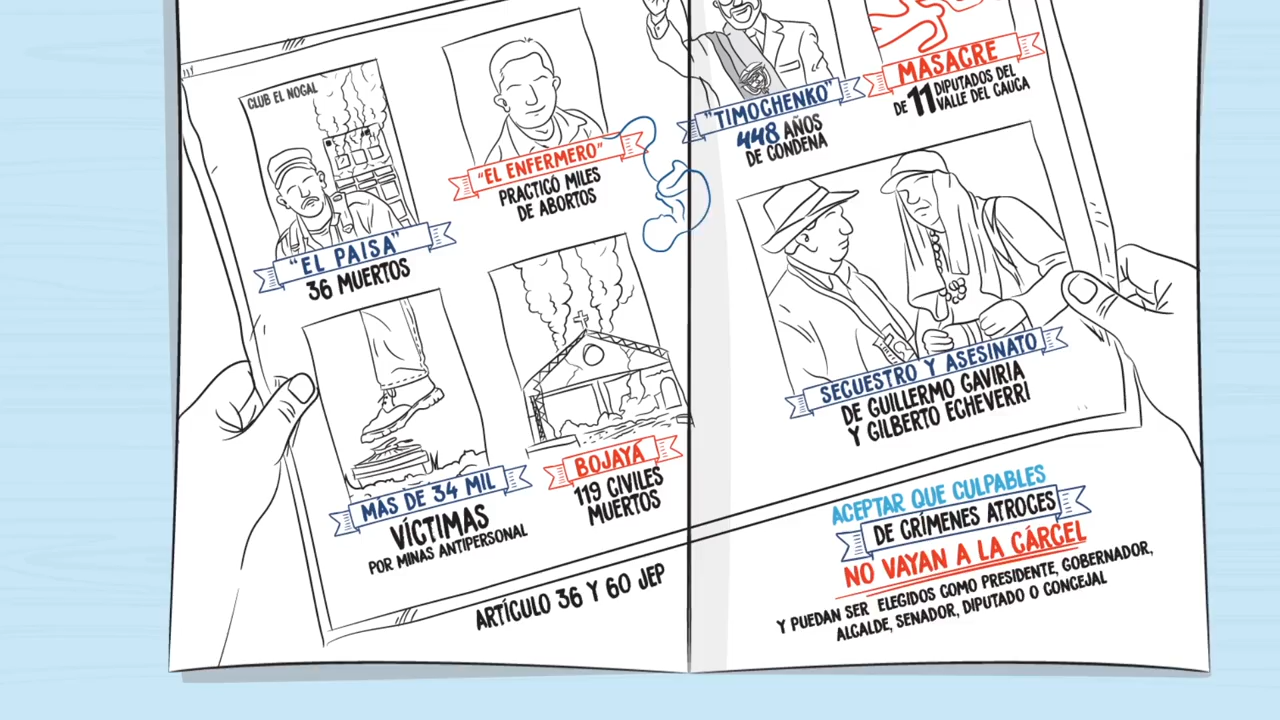 CLUB EL NOGAL
"EL PAISA"
36 MUERTOS
"EL ENFERMERO"
PRACTICÓ MILES
DE ABORTOS
MÁS DE 34 MIL
VÍCTIMAS
POR MINAS ANTIPERSONAL
BOJAYÁ
119 CIVILES
MUERTOS
ARTÍCULO 36 Y 60 JEP
"TIMOCHENKO"
448 AÑOS
DE CONDENA
MASACRE
DE 11 DIPUTADOS DEL
VALLE DEL CAUCA
SECUESTRO Y ASESINATO
DE GUILLERMO GAVIRIA
Y GILBERTO ECHEVERRI
ACEPTAR QUE CULPABLES
DE CRÍMENES ATROCES
NO VAYAN A LA CÁRCEL
Y PUEDAN SER ELEGIDOS COMO PRESIDENTE, GOBERNADOR,
ALCALDE, SENADOR, DIPUTADO O CONCEJAL